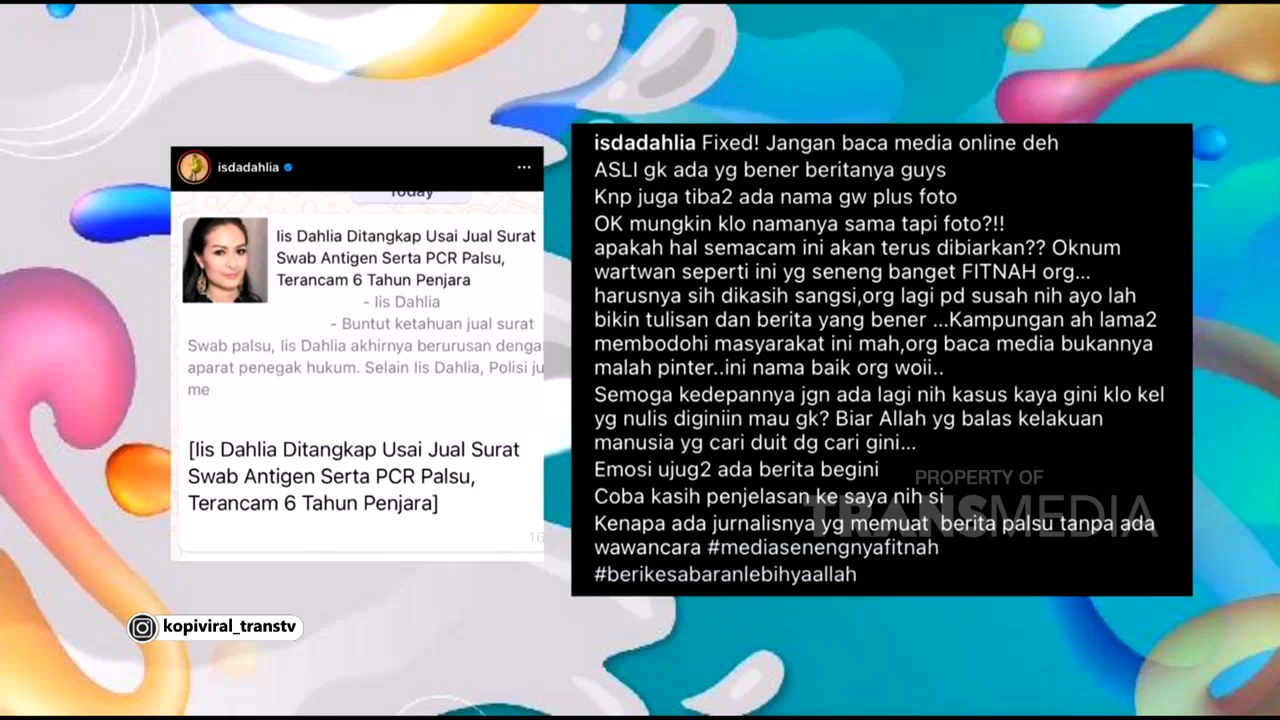 isdadahlia
Today
Iis Dahlia Ditangkap Usai Jual Surat
Swab Antigen Serta PCR Palsu,
Terancam 6 Tahun Penjara
- Iis Dahlia
- Buntut ketahuan jual surat
Swab palsu, Iis Dahlia akhirnya berurusan denga
aparat penegak hukum. Selain Iis Dahlia, Polisi ju
me
[Iis Dahlia Ditangkap Usai Jual Surat
Swab Antigen Serta PCR Palsu,
Terancam 6 Tahun Penjara]
16
isdadahlia Fixed! Jangan baca media online deh
ASLI gk ada yg bener beritanya guys
Knp juga tiba2 ada nama gw plus foto
OK mungkin klo namanya sama tapi foto?!!
apakah hal semacam ini akan terus dibiarkan?? Oknum
wartwan seperti ini yg seneng banget FITNAH org...
harusnya sih dikasih sangsi,org lagi pd susah nih ayo lah
bikin tulisan dan berita yang bener ...Kampungan ah lama2
membodohi masyarakat ini mah,org baca media bukannya
malah pinter..ini nama baik org woii..
Semoga kedepannya jgn ada lagi nih kasus kaya gini klo kel
yg nulis diginiin mau gk? Biar Allah yg balas kelakuan
manusia yg cari duit dg cari gini...
Emosi ujug2 ada berita begini
Coba kasih penjelasan ke saya nih si
Kenapa ada jurnalisnya yg memuat berita palsu tanpa ada
wawancara #mediasenengnyafitnah
#berikesabaranlebihyaallah
PROPERTY OF
TRANSMEDIA
kopiviral_transtv